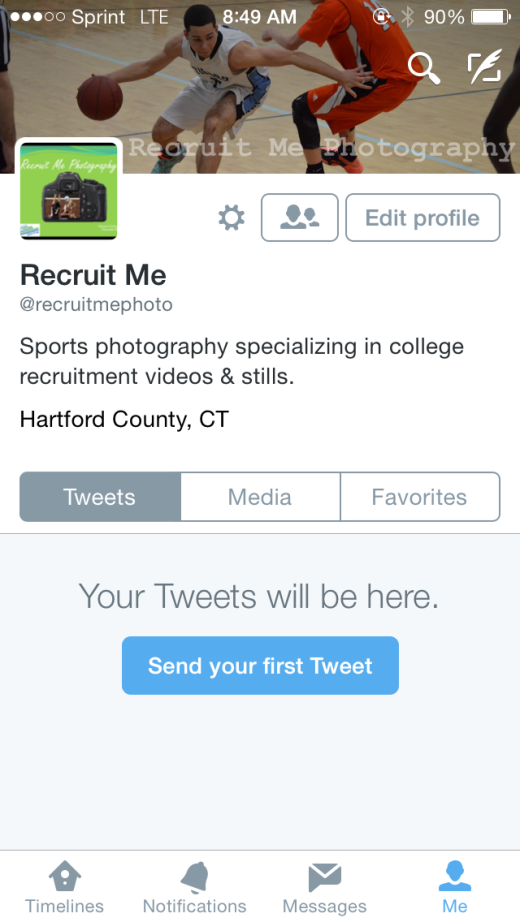 Sprint LTE 8:49 AM 90%
Recruit Me Photography
Recruit Me Photography
Edit profile
Recruit Me
@recruitmephoto
Sports photography specializing in college
recruitment videos & stills.
Hartford County, CT
Tweets Media Favorites
Your Tweets will be here.
Send your first Tweet
Timelines Notifications Messages Me